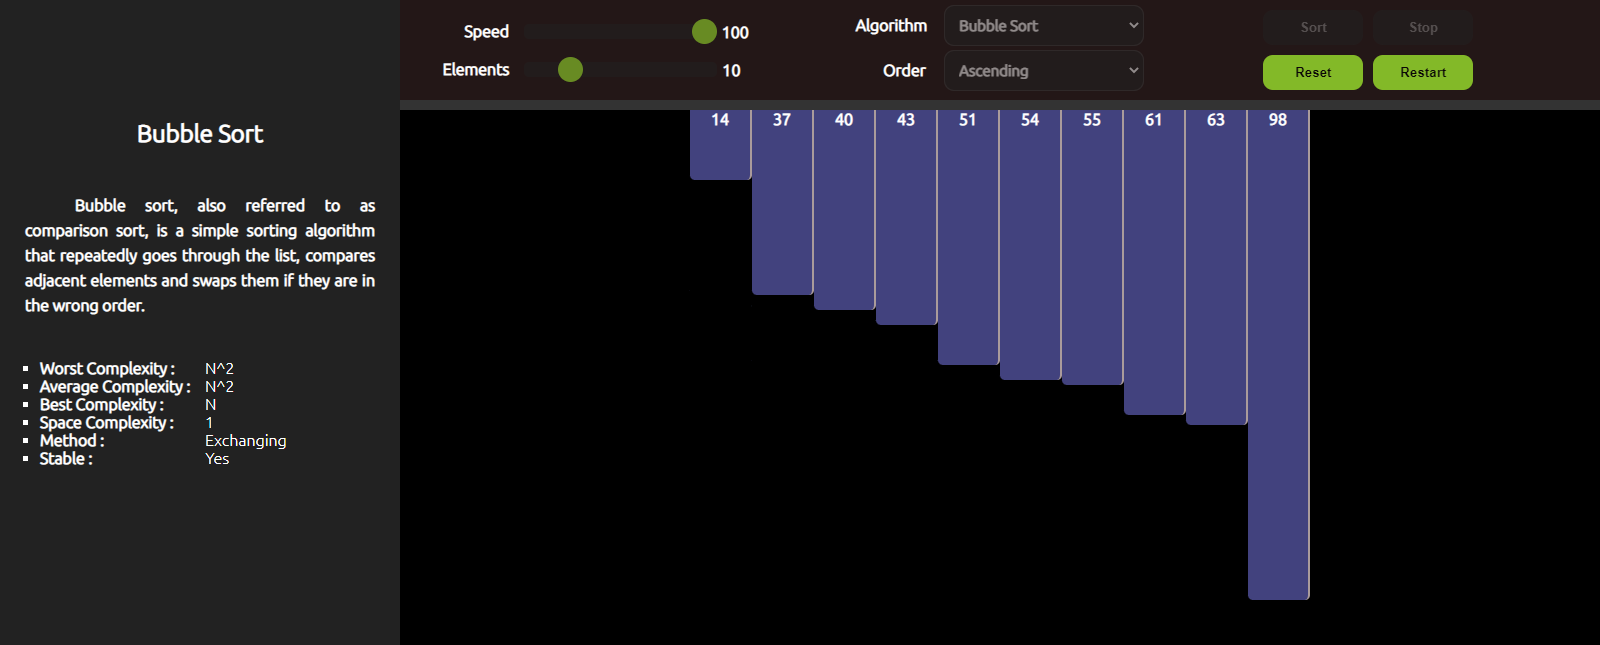 Bubble Sort
Bubble sort, also referred to as
comparison sort, is a simple sorting algorithm
that repeatedly goes through the list, compares
adjacent elements and swaps them if they are in
the wrong order.
Worst Complexity : N^2
Average Complexity : N^2
Best Complexity : N
Space Complexity : 1
Method : Exchanging
Stable : Yes
Speed 100
Elements 10
Algorithm Bubble Sort
Order Ascending
Sort Stop
Reset Restart
14 37 40 43 51 54 55 61 63 98